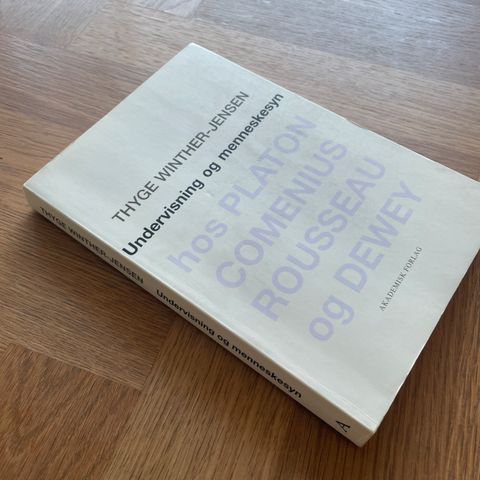 THYGE WINTHER-JENSEN
Undervisning og menneskesyn
hos PLATON
COMENIUS
ROUSSEAU
og DEWEY
AKADEMISK FORLAG
THYGE WINTHER-JENSEN Undervisning og menneskesyn A